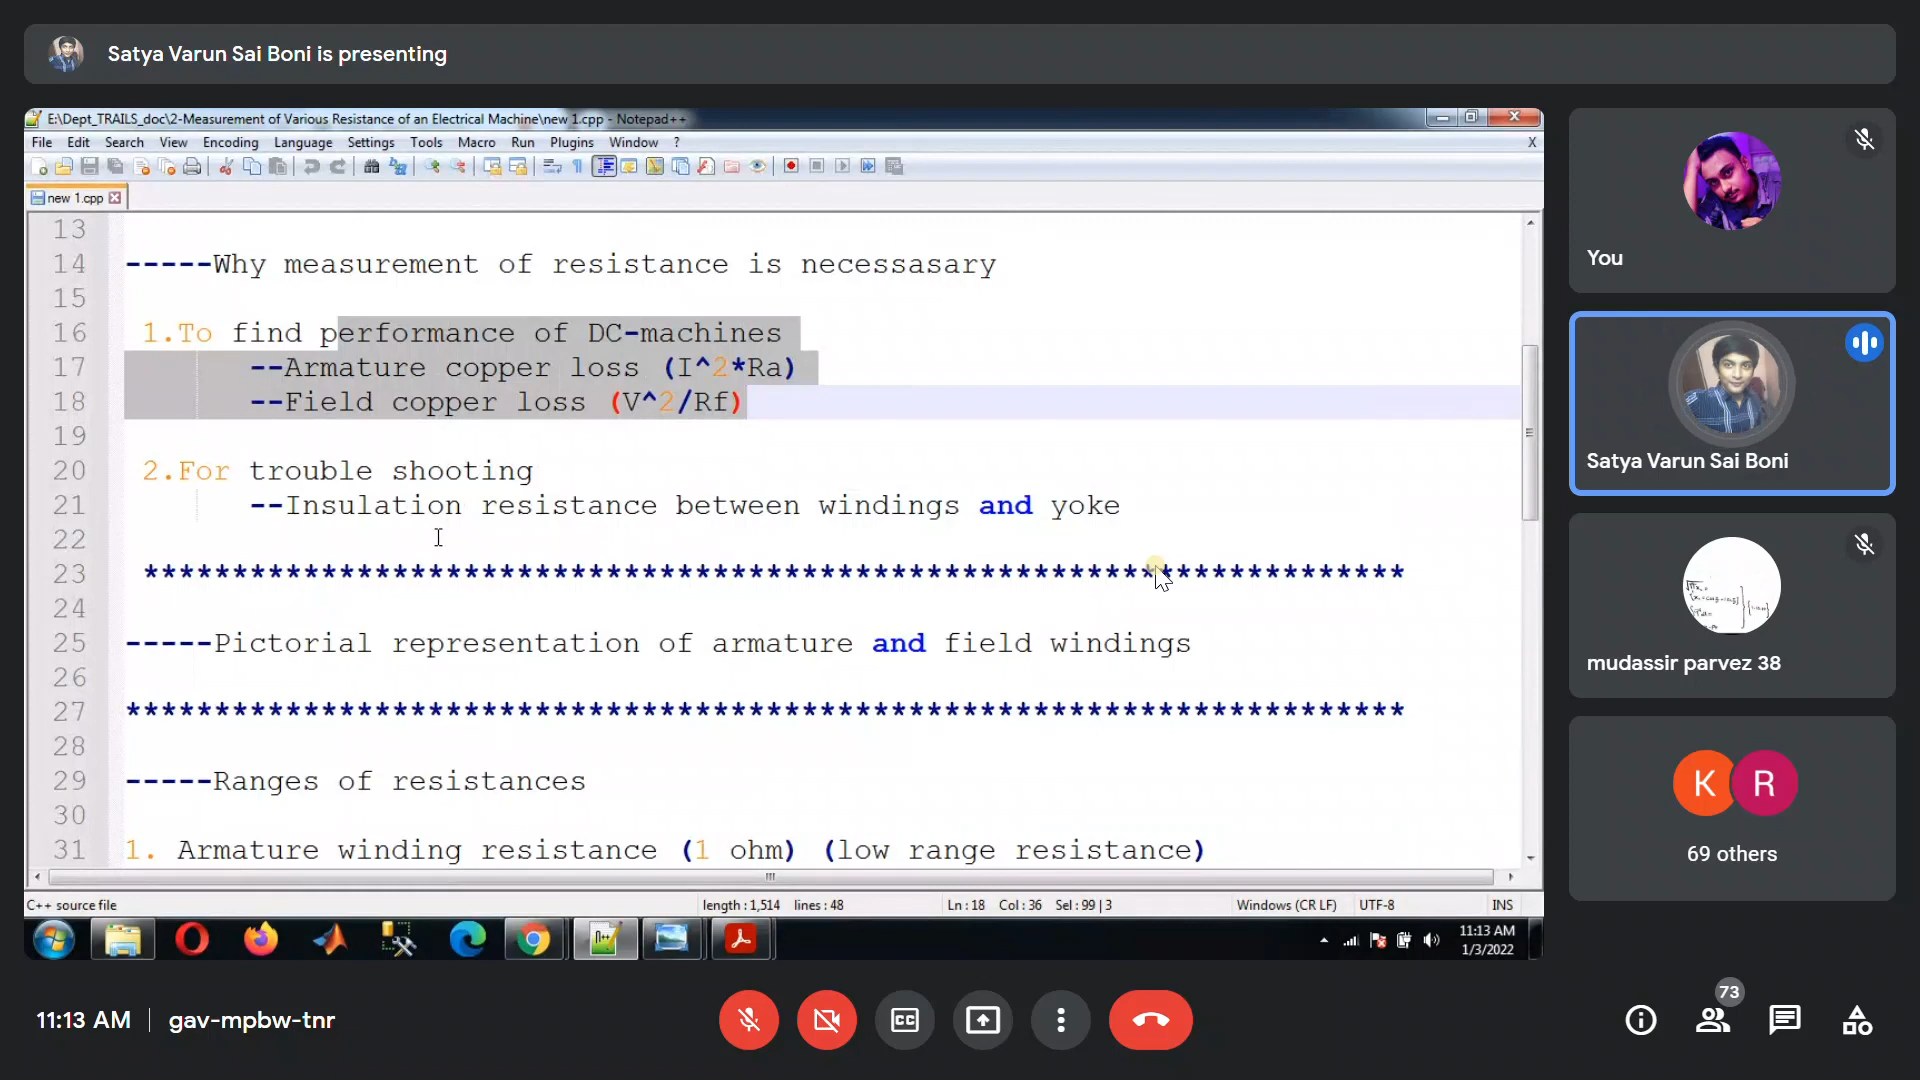 Satya Varun Sai Boni is presenting
E:\Dept_TRAILS_doc\2-Measurement of Various Resistance of an Electrical Machine\new 1.cpp - Notepad++
File Edit Search View Encoding Language Settings Tools Macro Run Plugins Window ? X
new 1.cpp
13
14 -----Why measurement of resistance is necessasary
15
16 1.To find performance of DC-machines
17 --Armature copper loss (I^2*Ra)
18 --Field copper loss (V^2/Rf)
19
20 2.For trouble shooting
21 --Insulation resistance between windings and yoke
22
23 ***********************************************************************
24
25 -----Pictorial representation of armature and field windings
26
27 ************************************************************************
28
29 -----Ranges of resistances
30
31 1. Armature winding resistance (1 ohm) (low range resistance)
C++ source file length : 1,514 lines : 48 Ln : 18 Col : 36 Sel : 99 | 3 Windows (CR LF) UTF-8 INS
11:13 AM
1/3/2022
You
Satya Varun Sai Boni
mudassir parvez 38
K R
69 others
11:13 AM | gav-mpbw-tnr
CC
73